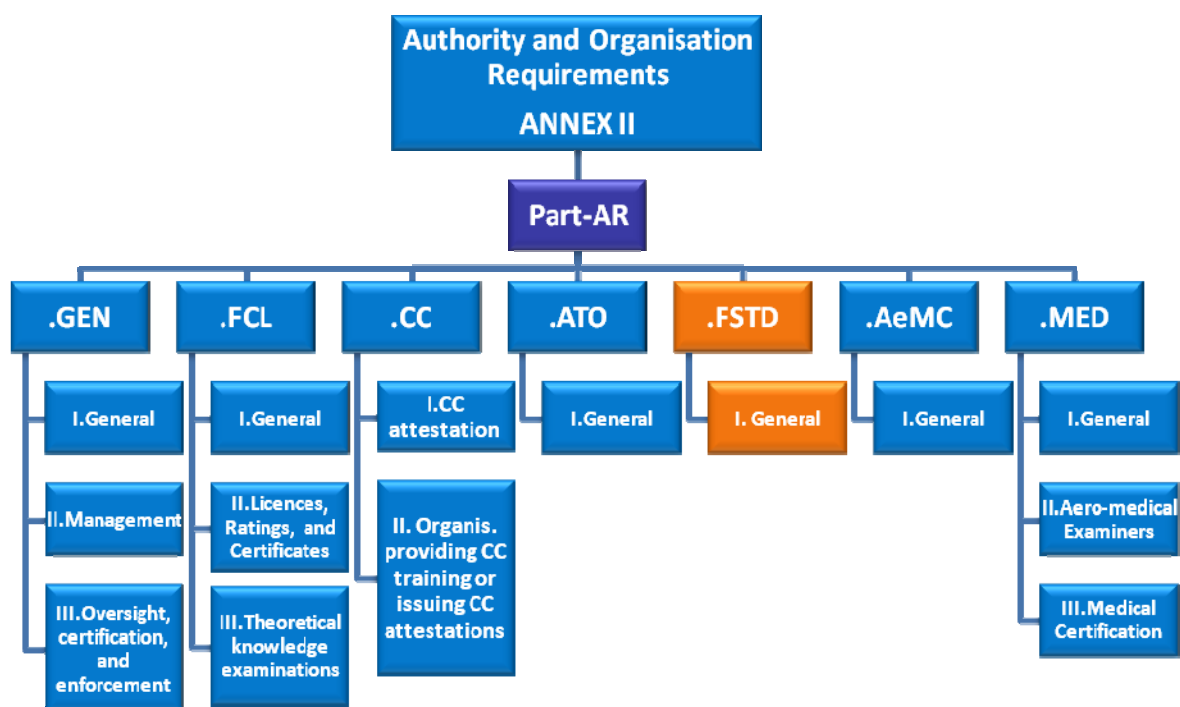 Authority and Organisation
Requirements
ANNEX II
Part-AR
.GEN
.FCL
.CC
.ATO
.FSTD
.AeMC
.MED
I.General
II.Management
III.Oversight,
certification,
and
enforcement
I.General
II.Licences,
Ratings, and
Certificates
III.Theoretical
knowledge
examinations
I.CC
attestation
II. Organis.
providing CC
training or
issuing CC
attestations
I.General
I. General
I.General
I.General
II.Aero-medical
Examiners
III.Medical
Certification